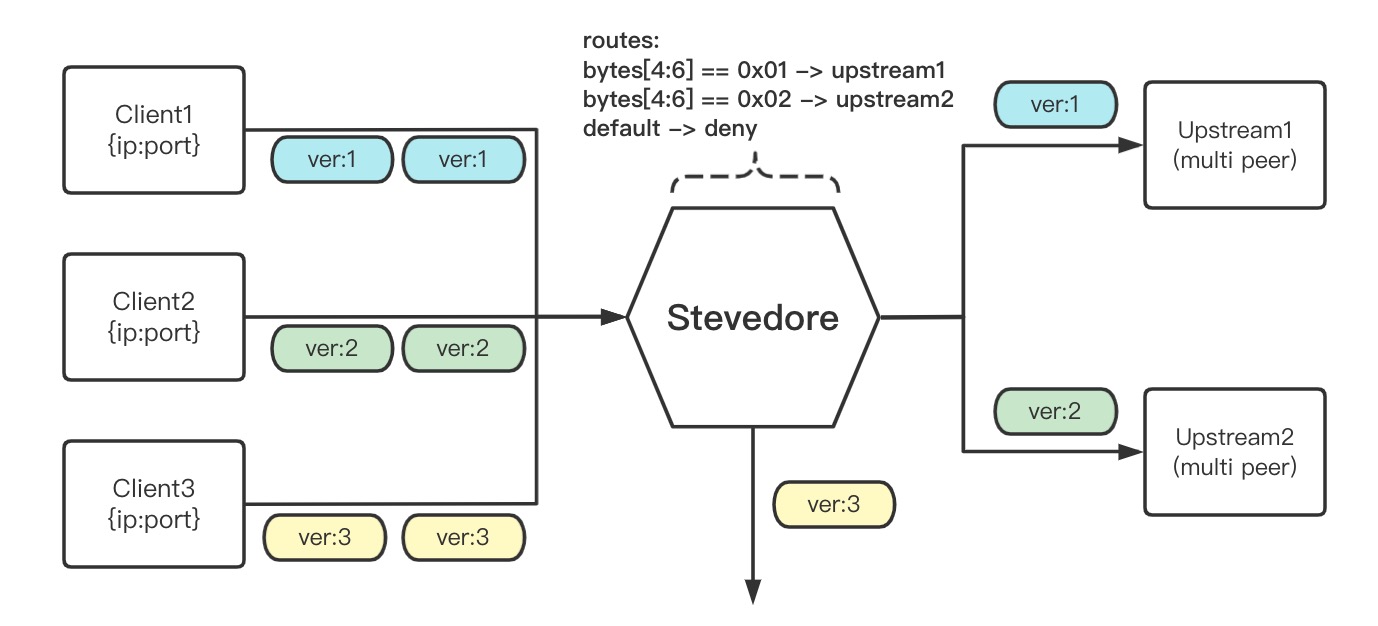 routes:
bytes[4:6] == 0x01 -> upstream1
bytes[4:6] == 0x02 -> upstream2
default -> deny
Client1
{ip:port}
ver:1
ver:1
Client2
{ip:port}
ver:2
ver:2
Client3
{ip:port}
ver:3
ver:3
Stevedore
ver:3
ver:1
Upstream1
(multi peer)
ver:2
Upstream2
(multi peer)